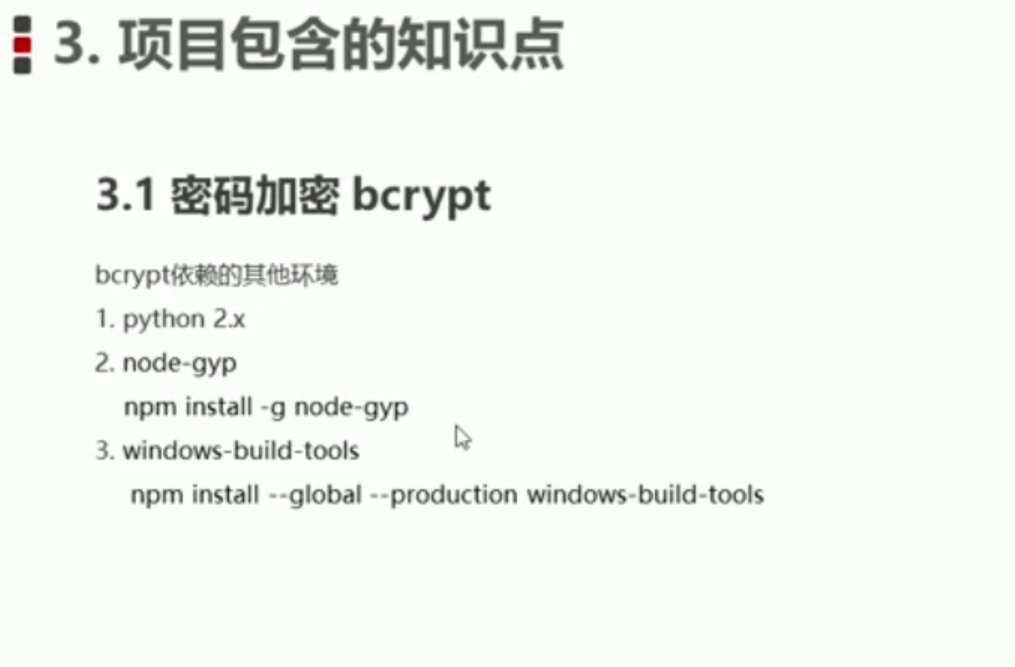 3. 项目包含的知识点
3.1 密码加密 bcrypt
bcrypt依赖的其他环境
1. python 2.x
2. node-gyp
npm install -g node-gyp
3. windows-build-tools
npm install --global --production windows-build-tools